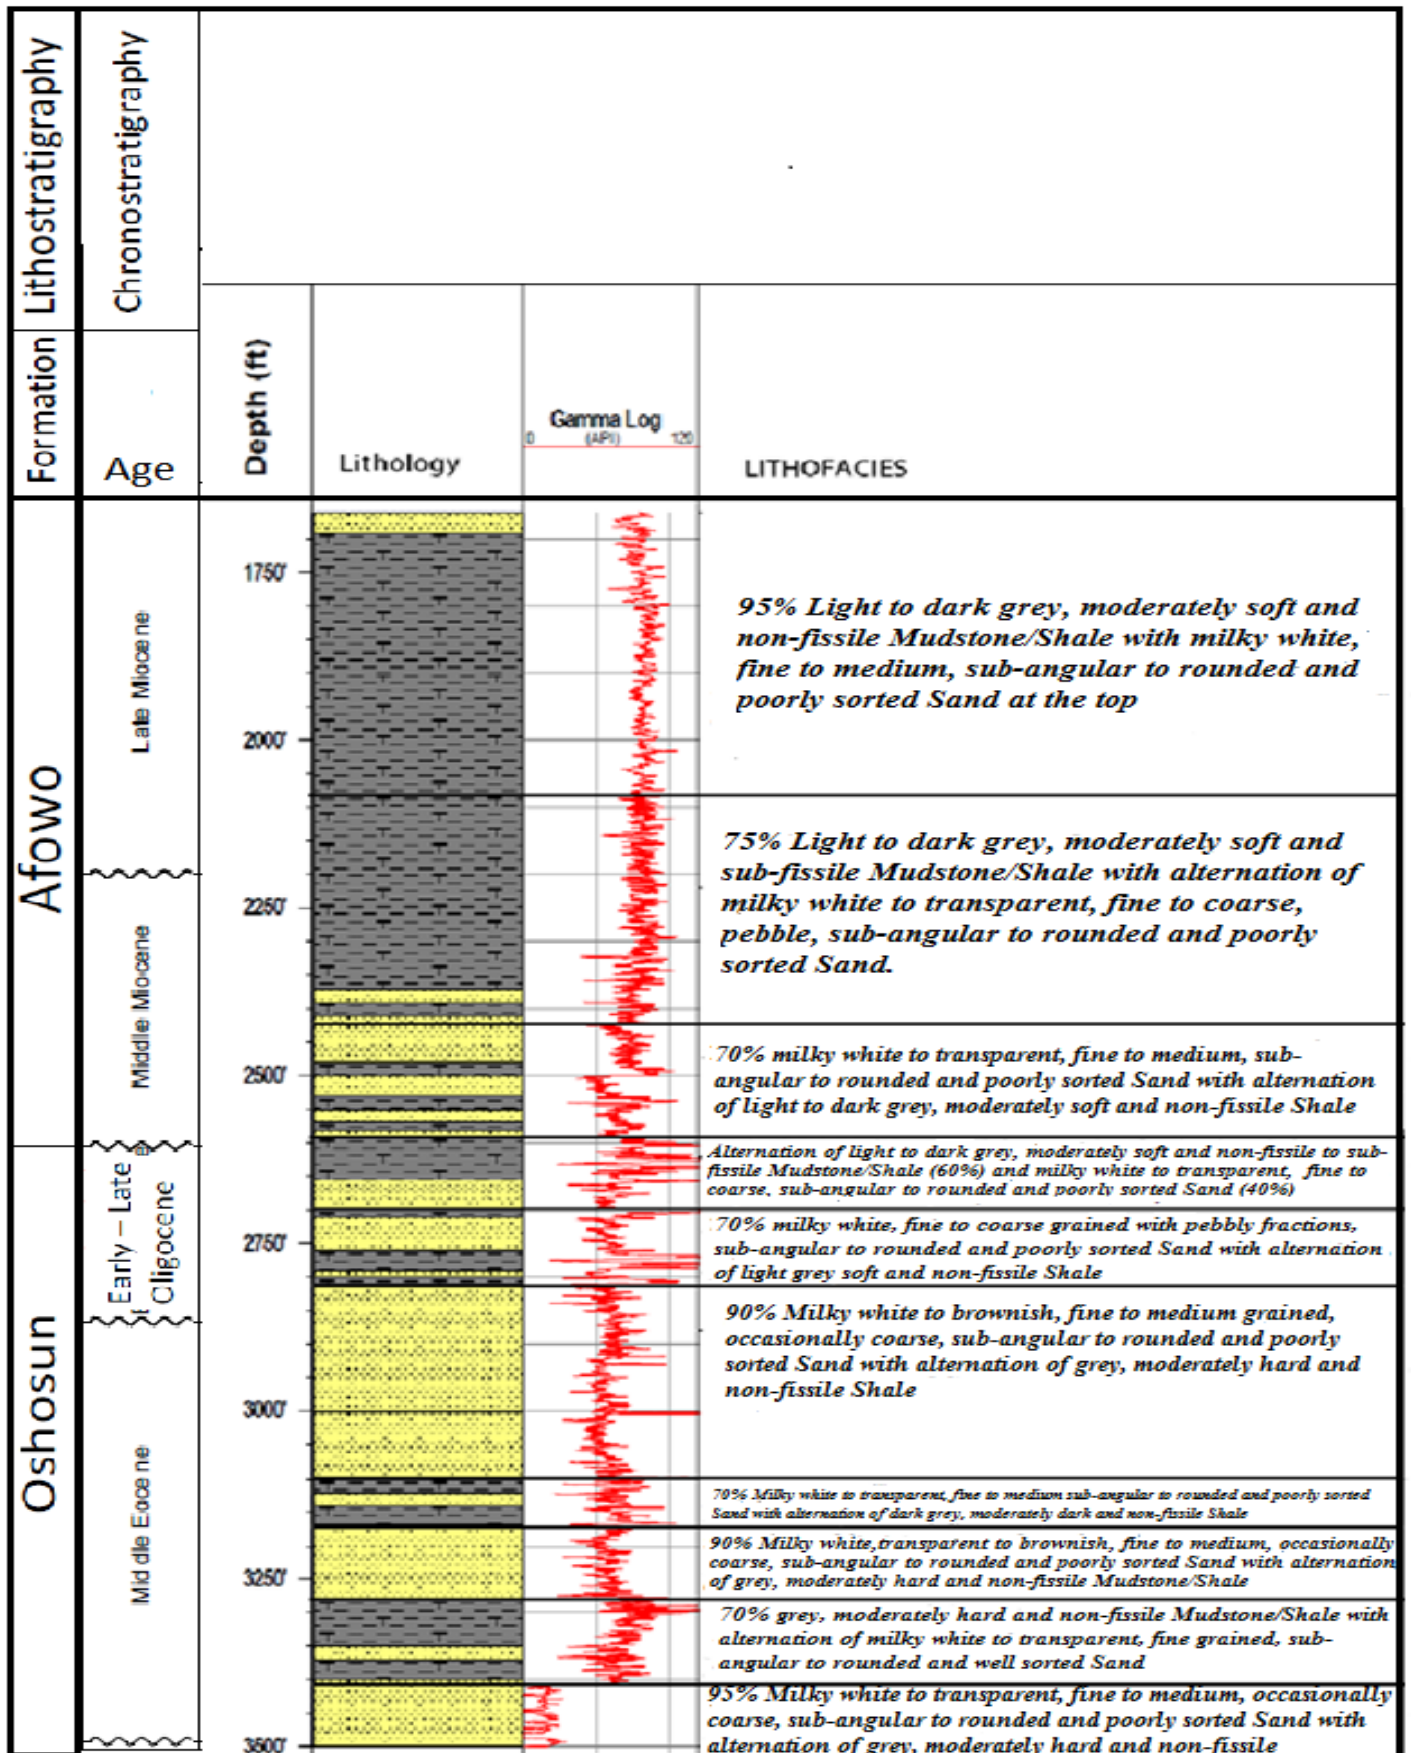 Lithostratigraphy
Chronostratigraphy
Formation
Age
Depth (ft)
Lithology
Gamma Log
0 (API) 120
LITHOFACIES
Afowo
Oshosun
Late Miocene
Middle Miocene
Early – Late
Oligocene
Middle Eocene
1750'
2000'
2250'
2500'
2750'
3000'
3250'
3500'
95% Light to dark grey, moderately soft and
non-fissile Mudstone/Shale with milky white,
fine to medium, sub-angular to rounded and
poorly sorted Sand at the top
75% Light to dark grey, moderately soft and
sub-fissile Mudstone/Shale with alternation of
milky white to transparent, fine to coarse,
pebble, sub-angular to rounded and poorly
sorted Sand.
70% milky white to transparent, fine to medium, sub-
angular to rounded and poorly sorted Sand with alternation
of light to dark grey, moderately soft and non-fissile Shale
Alternation of light to dark grey, moderately soft and non-fissile to sub-
fissile Mudstone/Shale (60%) and milky white to transparent, fine to
coarse, sub-angular to rounded and poorly sorted Sand (40%)
70% milky white, fine to coarse grained with pebbly fractions,
sub-angular to rounded and poorly sorted Sand with alternation
of light grey soft and non-fissile Shale
90% Milky white to brownish, fine to medium grained,
occasionally coarse, sub-angular to rounded and poorly
sorted Sand with alternation of grey, moderately hard and
non-fissile Shale
70% Milky white to transparent, fine to medium sub-angular to rounded and poorly sorted
Sand with alternation of dark grey, moderately dark and non-fissile Shale
90% Milky white,transparent to brownish, fine to medium, occasionally
coarse, sub-angular to rounded and poorly sorted Sand with alternation
of grey, moderately hard and non-fissile Mudstone/Shale
70% grey, moderately hard and non-fissile Mudstone/Shale with
alternation of milky white to transparent, fine grained, sub-
angular to rounded and well sorted Sand
95% Milky white to transparent, fine to medium, occasionally
coarse, sub-angular to rounded and poorly sorted Sand with
alternation of grey, moderately hard and non-fissile